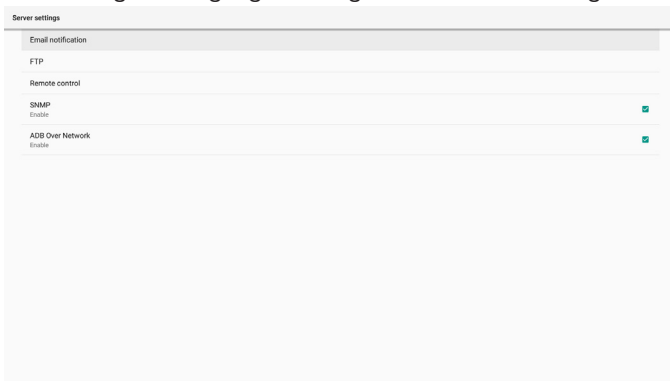 Server settings
Email notification
FTP
Remote control
SNMP
Enable
ADB Over Network
Enable